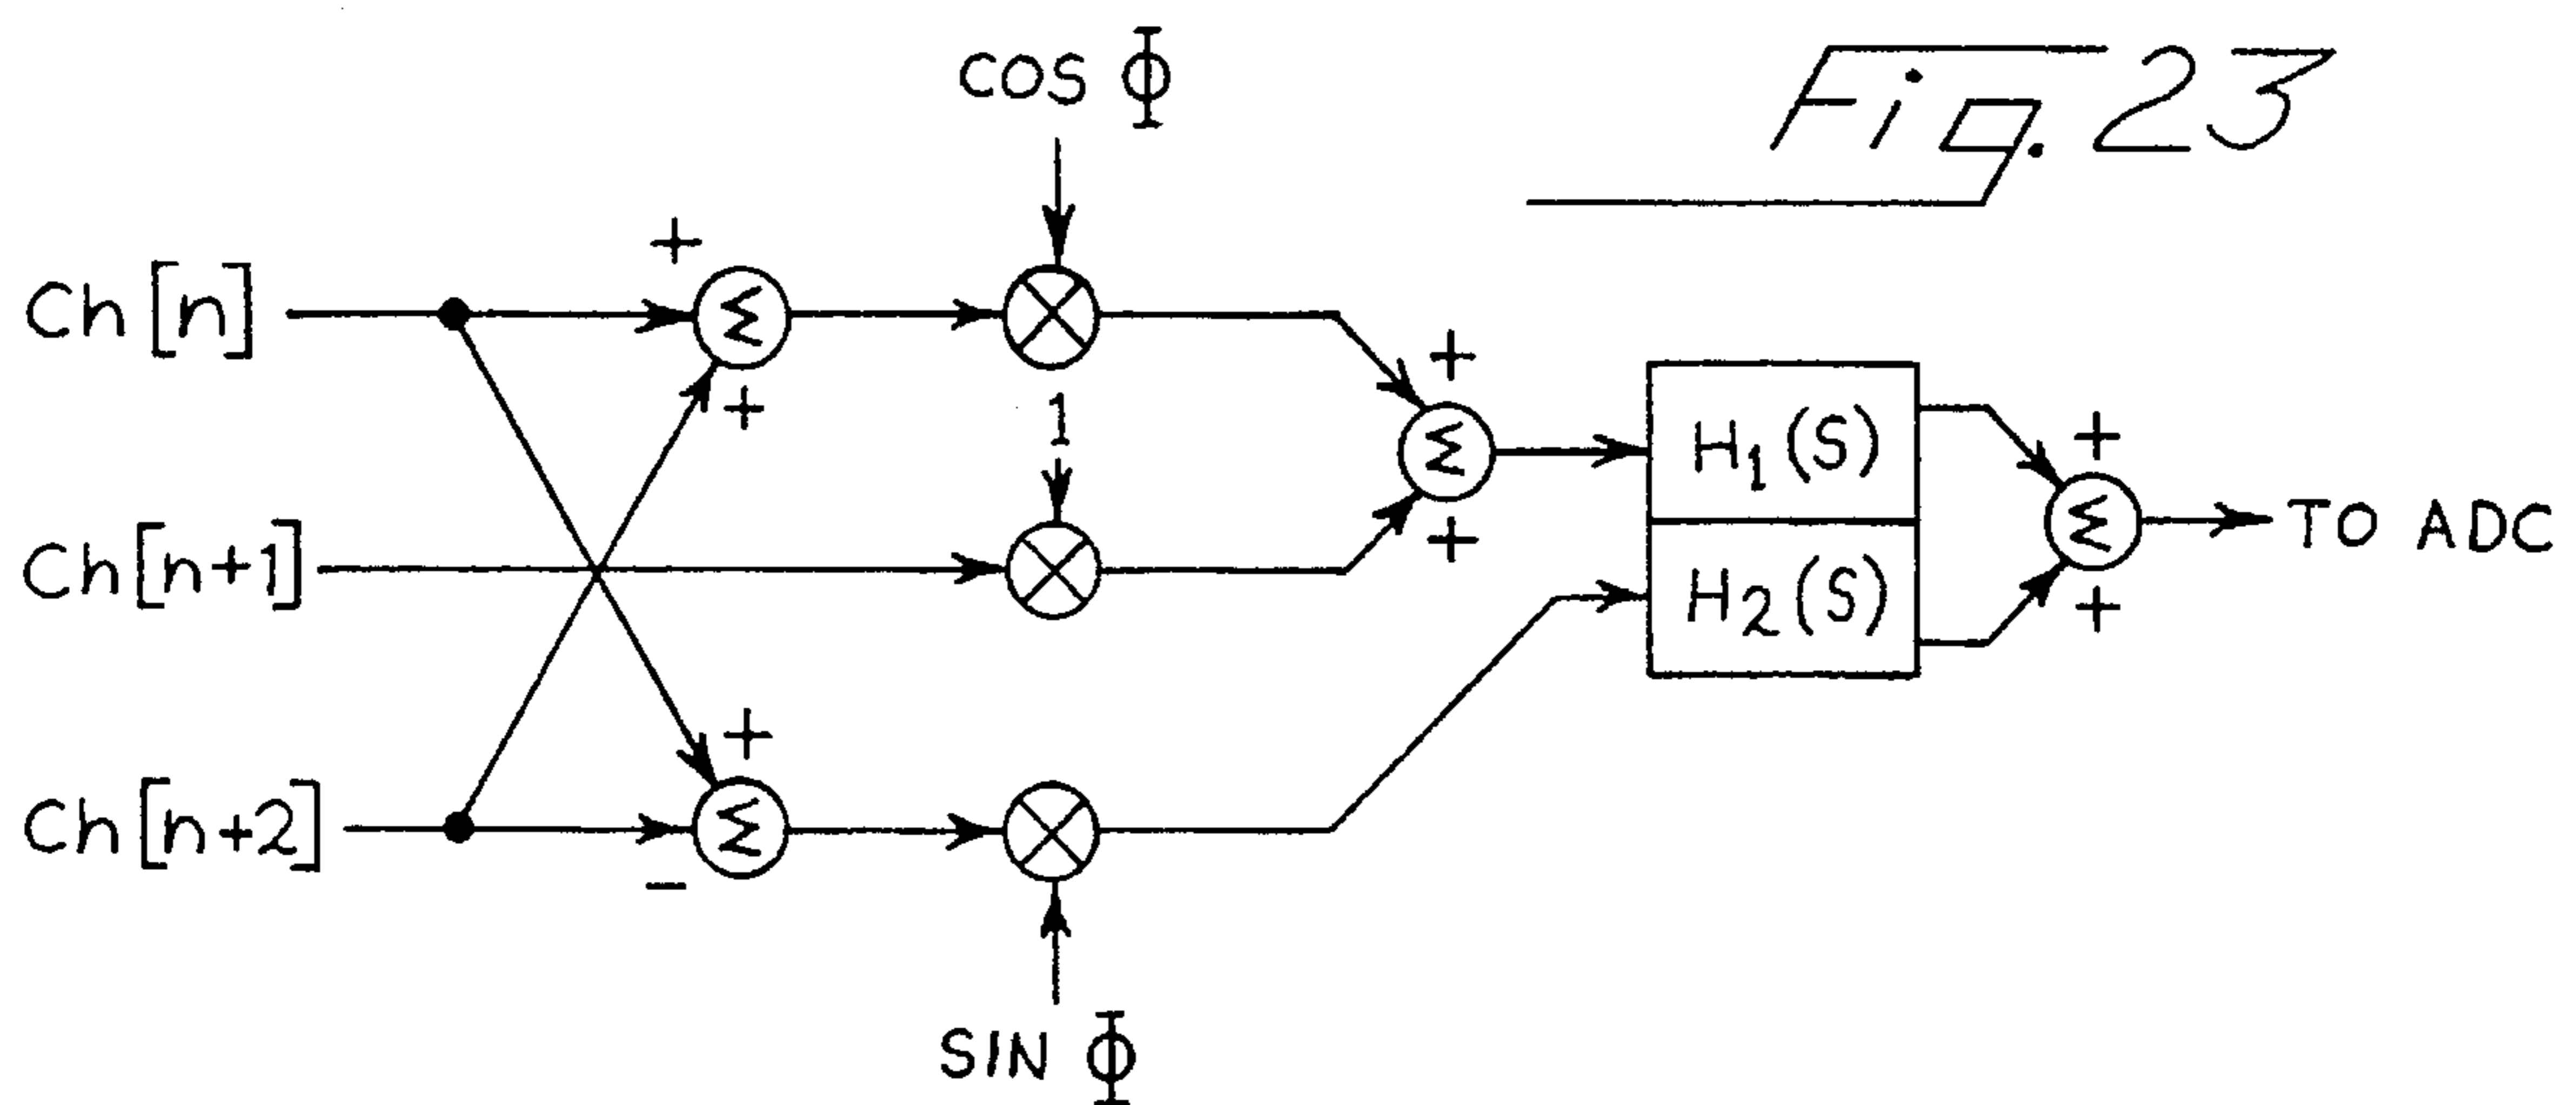 COS Φ
Fig. 23
+
Ch[n]
Σ
+
+
1
Σ
H1(S)
+
Σ
TO ADC
Ch[n+1]
+
H2(S)
+
+
Ch[n+2]
Σ
-
SIN Φ